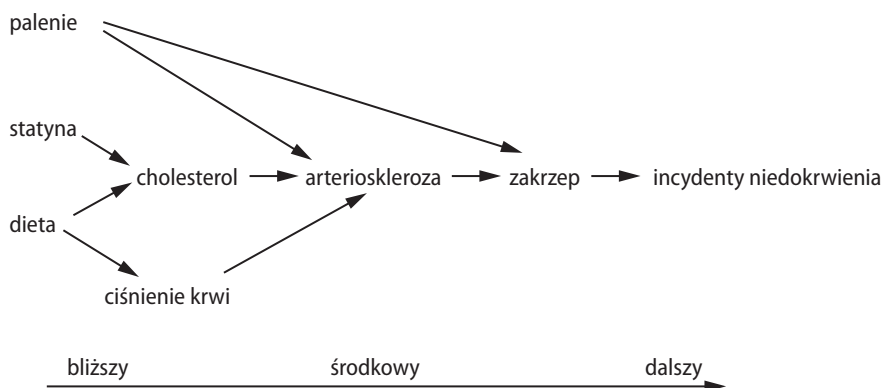 palenie
statyna
cholesterol arterioskleroza zakrzep incydenty niedokrwienia
dieta
ciśnienie krwi
bliższy środkowy dalszy